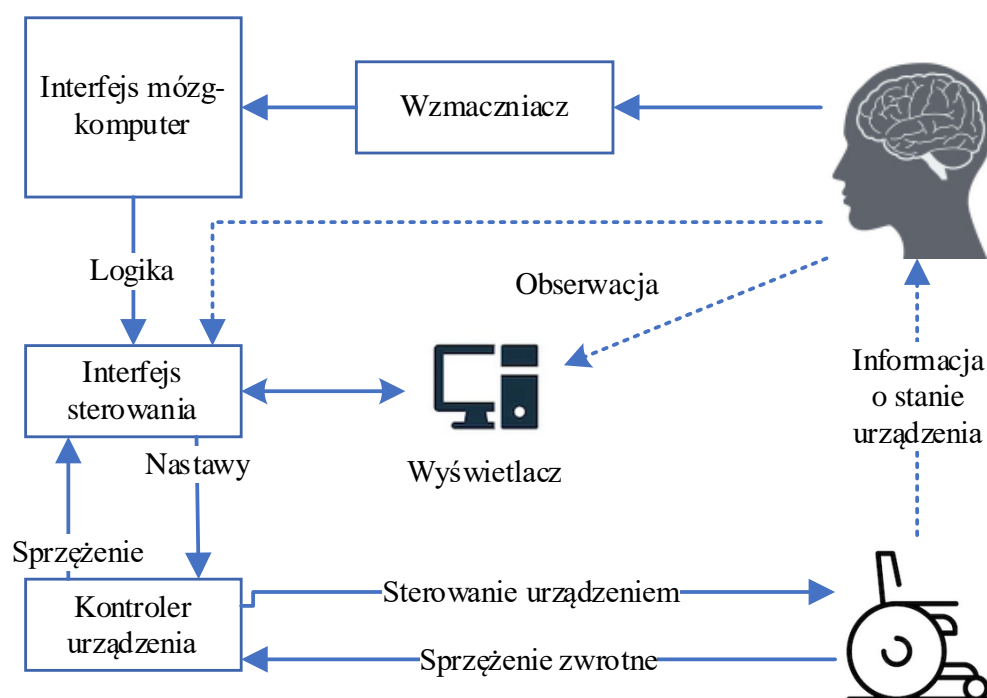 Interfejs mózg-
komputer
Wzmacniacz
Logika
Obserwacja
Interfejs
sterowania
Informacja
o stanie
urządzenia
Nastawy
Wyświetlacz
Sprzężenie
Kontroler
urządzenia
Sterowanie urządzeniem
Sprzężenie zwrotne